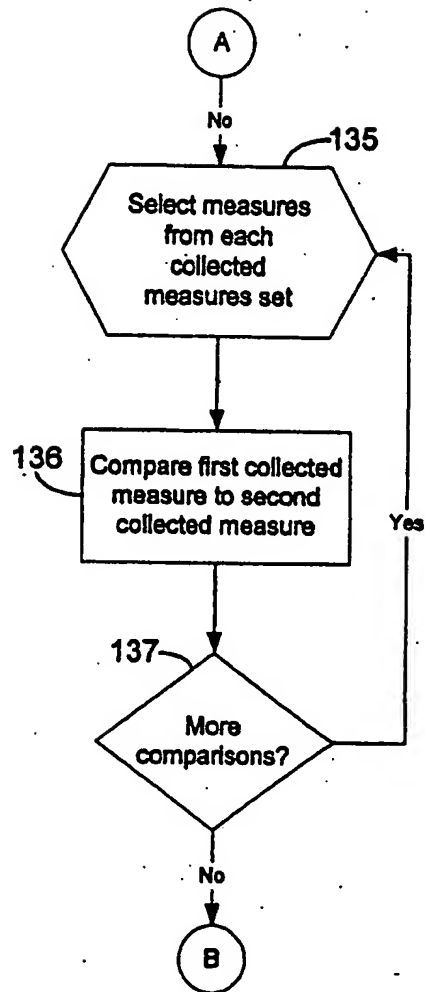 A
No
135
Select measures
from each
collected
measures set
136
Compare first collected
measure to second
collected measure
Yes
137
More
comparisons?
No
B